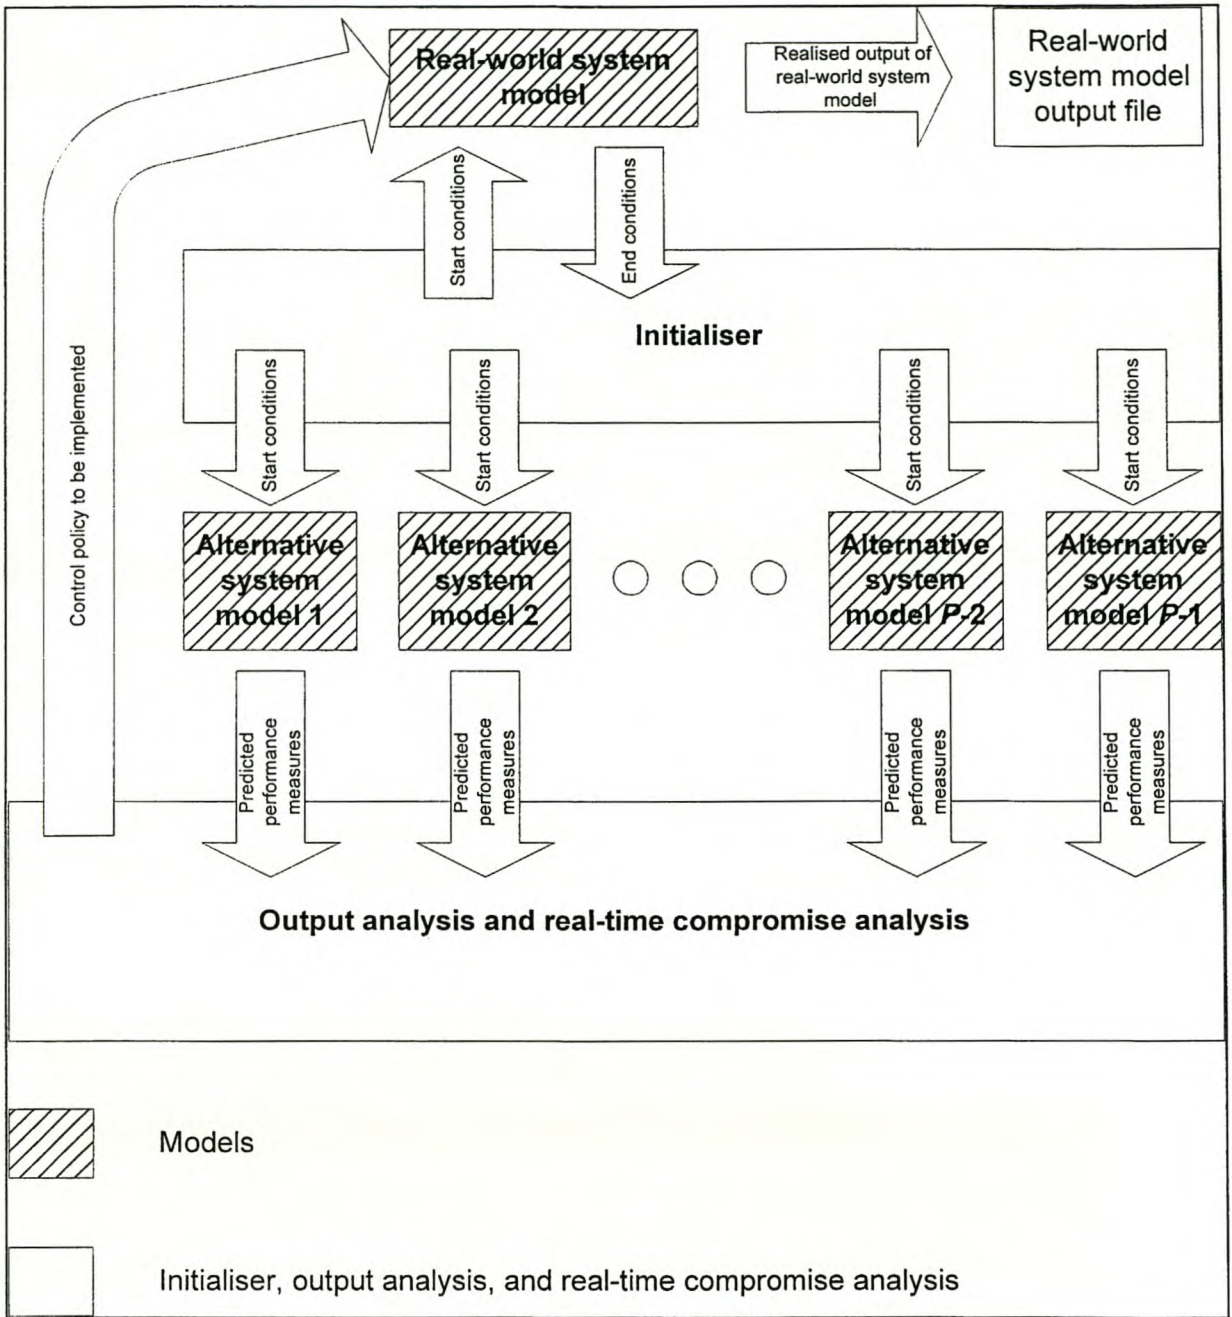 Real-world system
model
Realised output of
real-world system
model
Real-world
system model
output file
Start conditions
End conditions
Control policy to be implemented
Initialiser
Start conditions
Start conditions
Start conditions
Start conditions
Alternative
system
model 1
Alternative
system
model 2
Alternative
system
model P-2
Alternative
system
model P-1
Predicted
performance
measures
Predicted
performance
measures
Predicted
performance
measures
Predicted
performance
measures
Output analysis and real-time compromise analysis
Models
Initialiser, output analysis, and real-time compromise analysis